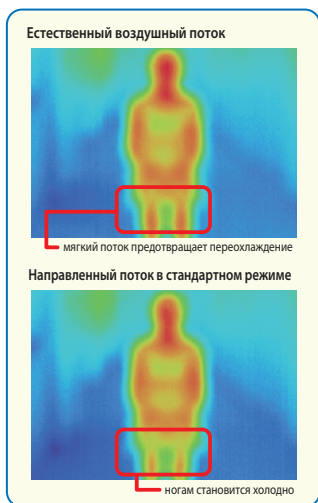 Естественный воздушный поток
мягкий поток предотвращает переохлаждение
Направленный поток в стандартном режиме
ногам становится холодно